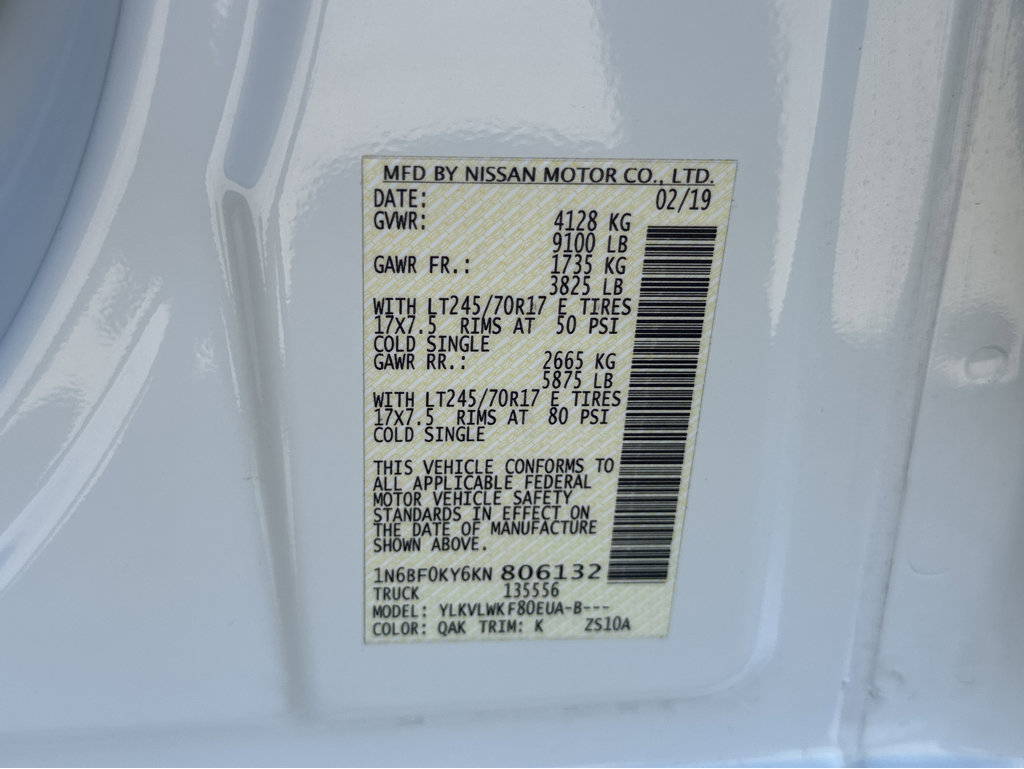 MFD BY NISSAN MOTOR CO., LTD.
DATE: 02/19
GVWR: 4128 KG
9100 LB
GAWR FR.: 1735 KG
3825 LB
WITH LT245/70R17 E TIRES
17X7.5 RIMS AT 50 PSI
COLD SINGLE
GAWR RR.: 2665 KG
5875 LB
WITH LT245/70R17 E TIRES
17X7.5 RIMS AT 80 PSI
COLD SINGLE
THIS VEHICLE CONFORMS TO
ALL APPLICABLE FEDERAL
MOTOR VEHICLE SAFETY
STANDARDS IN EFFECT ON
THE DATE OF MANUFACTURE
SHOWN ABOVE.
1N6BF0KY6KN 806132
TRUCK 135556
MODEL: YLKVLWKF80EUA-B---
COLOR: QAK TRIM: K ZS10A